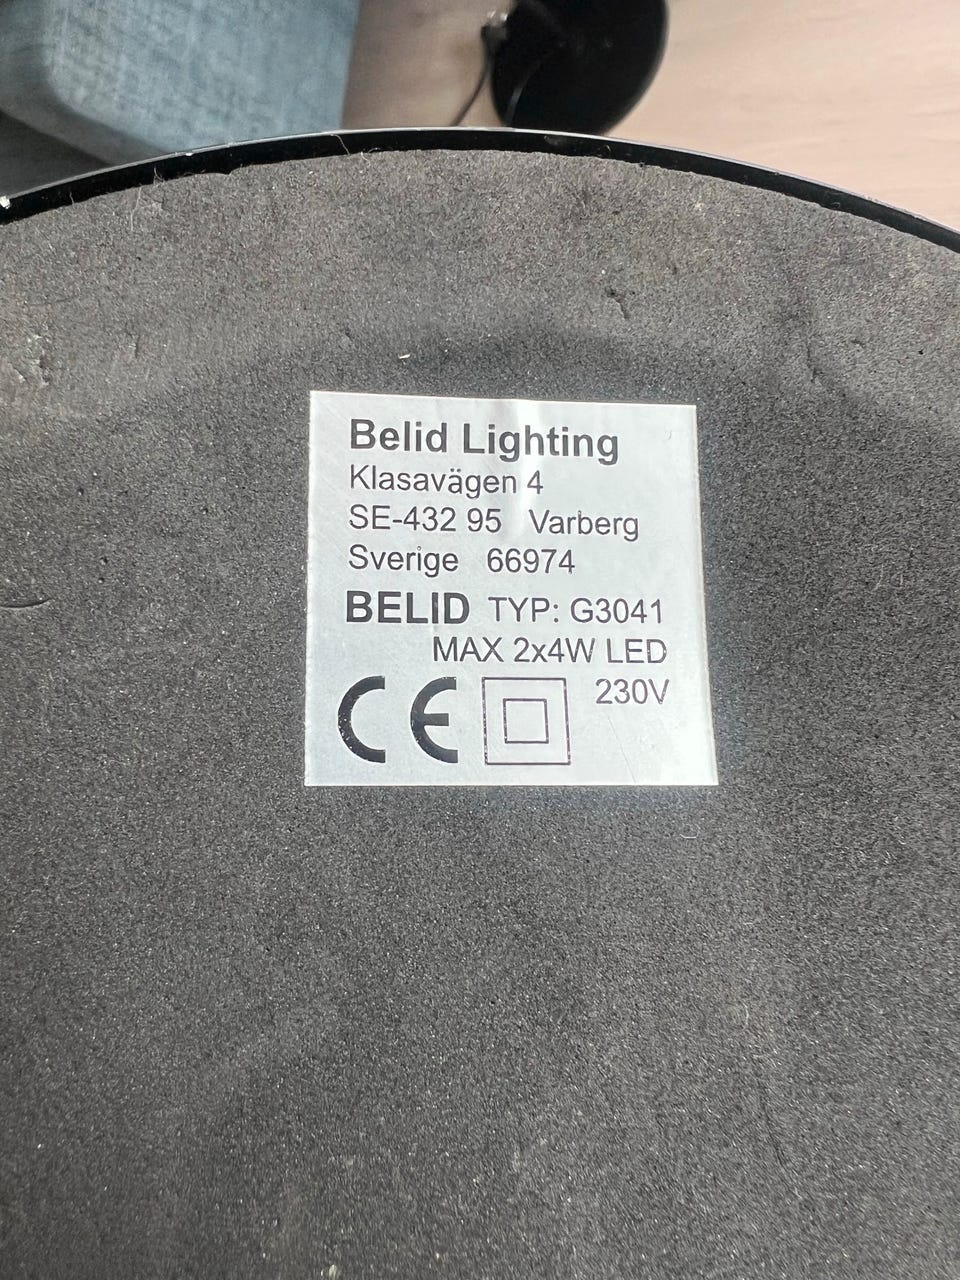 Belid Lighting
Klasavägen 4
SE-432 95 Varberg
Sverige 66974
BELID TYP: G3041
MAX 2x4W LED
230V
CE